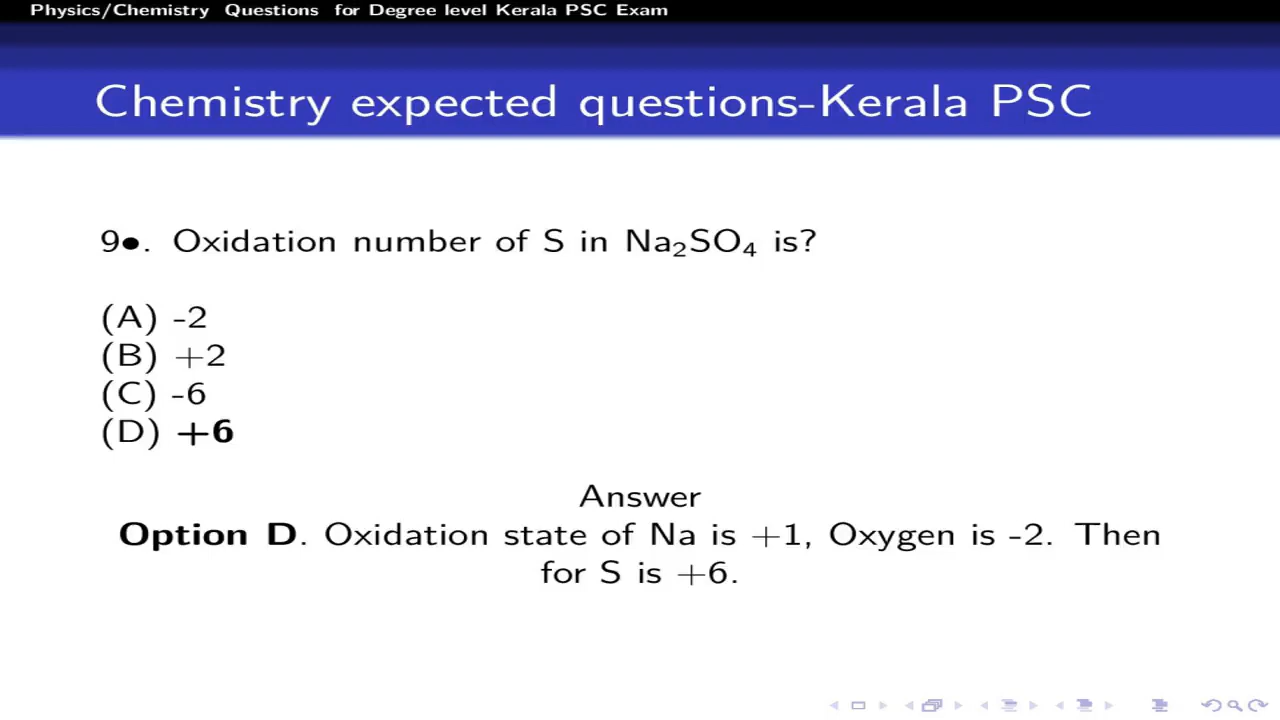 Physics/Chemistry Questions for Degree level Kerala PSC Exam
Chemistry expected questions-Kerala PSC
9•. Oxidation number of S in Na₂SO₄ is?
(A) -2
(B) +2
(C) -6
(D) +6
Answer
Option D. Oxidation state of Na is +1, Oxygen is -2. Then
for S is +6.